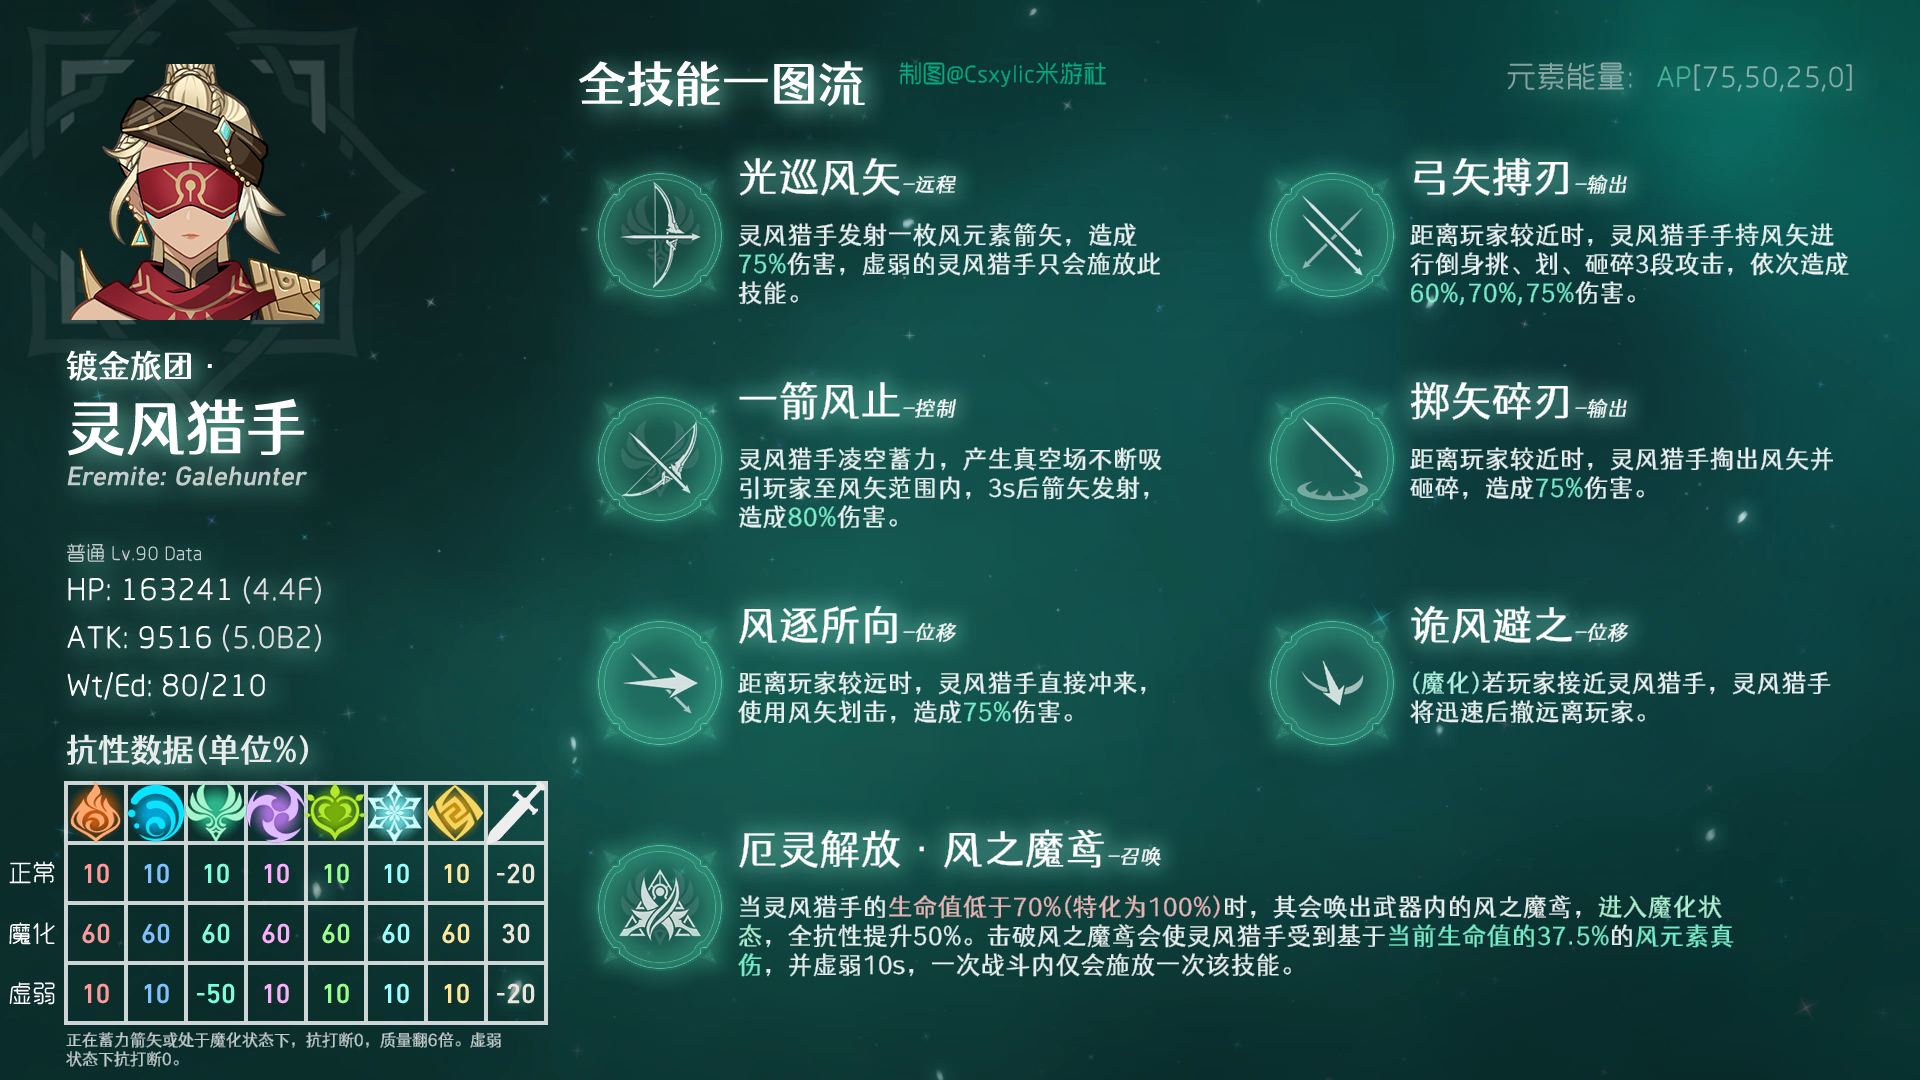 全技能一图流
制图@Csxylic米游社
元素能量: AP[75,50,25,0]
镀金旅团·
灵风猎手
Eremite: Galehunter
普通 Lv.90 Data
HP: 163241 (4.4F)
ATK: 9516 (5.0B2)
Wt/Ed: 80/210
抗性数据(单位%)
正常 10 10 10 10 10 10 10 -20
魔化 60 60 60 60 60 60 60 30
虚弱 10 10 -50 10 10 10 10 -20
正在蓄力箭矢或处于魔化状态下，抗打断0，质量翻6倍。虚弱
状态下抗打断0。
光巡风矢-远程
灵风猎手发射一枚风元素箭矢，造成
75%伤害，虚弱的灵风猎手只会施放此
技能。
弓矢搏刃-输出
距离玩家较近时，灵风猎手手持风矢进
行倒身挑、划、砸碎3段攻击，依次造成
60%,70%,75%伤害。
一箭风止-控制
灵风猎手凌空蓄力，产生真空场不断吸
引玩家至风矢范围内，3s后箭矢发射，
造成80%伤害。
掷矢碎刃-输出
距离玩家较近时，灵风猎手掏出风矢并
砸碎，造成75%伤害。
风逐所向-位移
距离玩家较远时，灵风猎手直接冲来，
使用风矢划击，造成75%伤害。
诡风避之-位移
(魔化)若玩家接近灵风猎手，灵风猎手
将迅速后撤远离玩家。
厄灵解放·风之魔鸢-召唤
当灵风猎手的生命值低于70%(特化为100%)时，其会唤出武器内的风之魔鸢，进入魔化状
态，全抗性提升50%。击破风之魔鸢会使灵风猎手受到基于当前生命值的37.5%的风元素真
伤，并虚弱10s，一次战斗内仅会施放一次该技能。